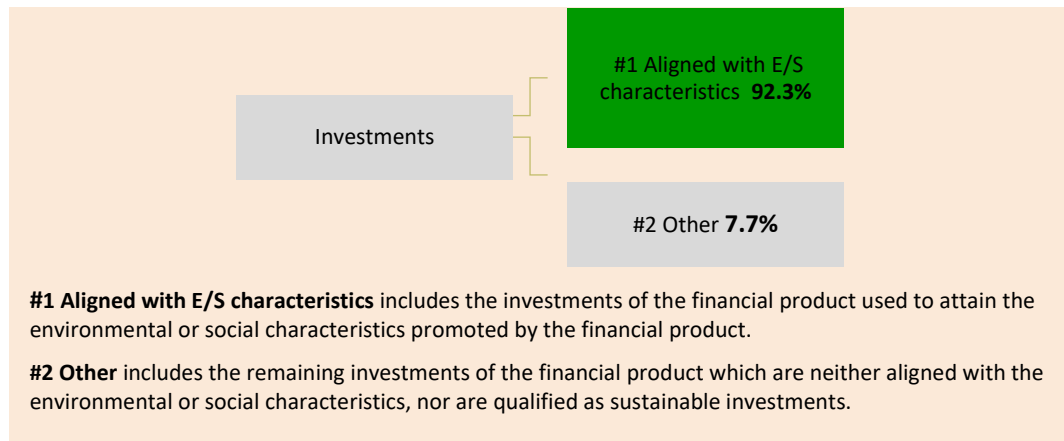 #1 Aligned with E/S
characteristics 92.3%
Investments
#2 Other 7.7%
#1 Aligned with E/S characteristics includes the investments of the financial product used to attain the
environmental or social characteristics promoted by the financial product.
#2 Other includes the remaining investments of the financial product which are neither aligned with the
environmental or social characteristics, nor are qualified as sustainable investments.